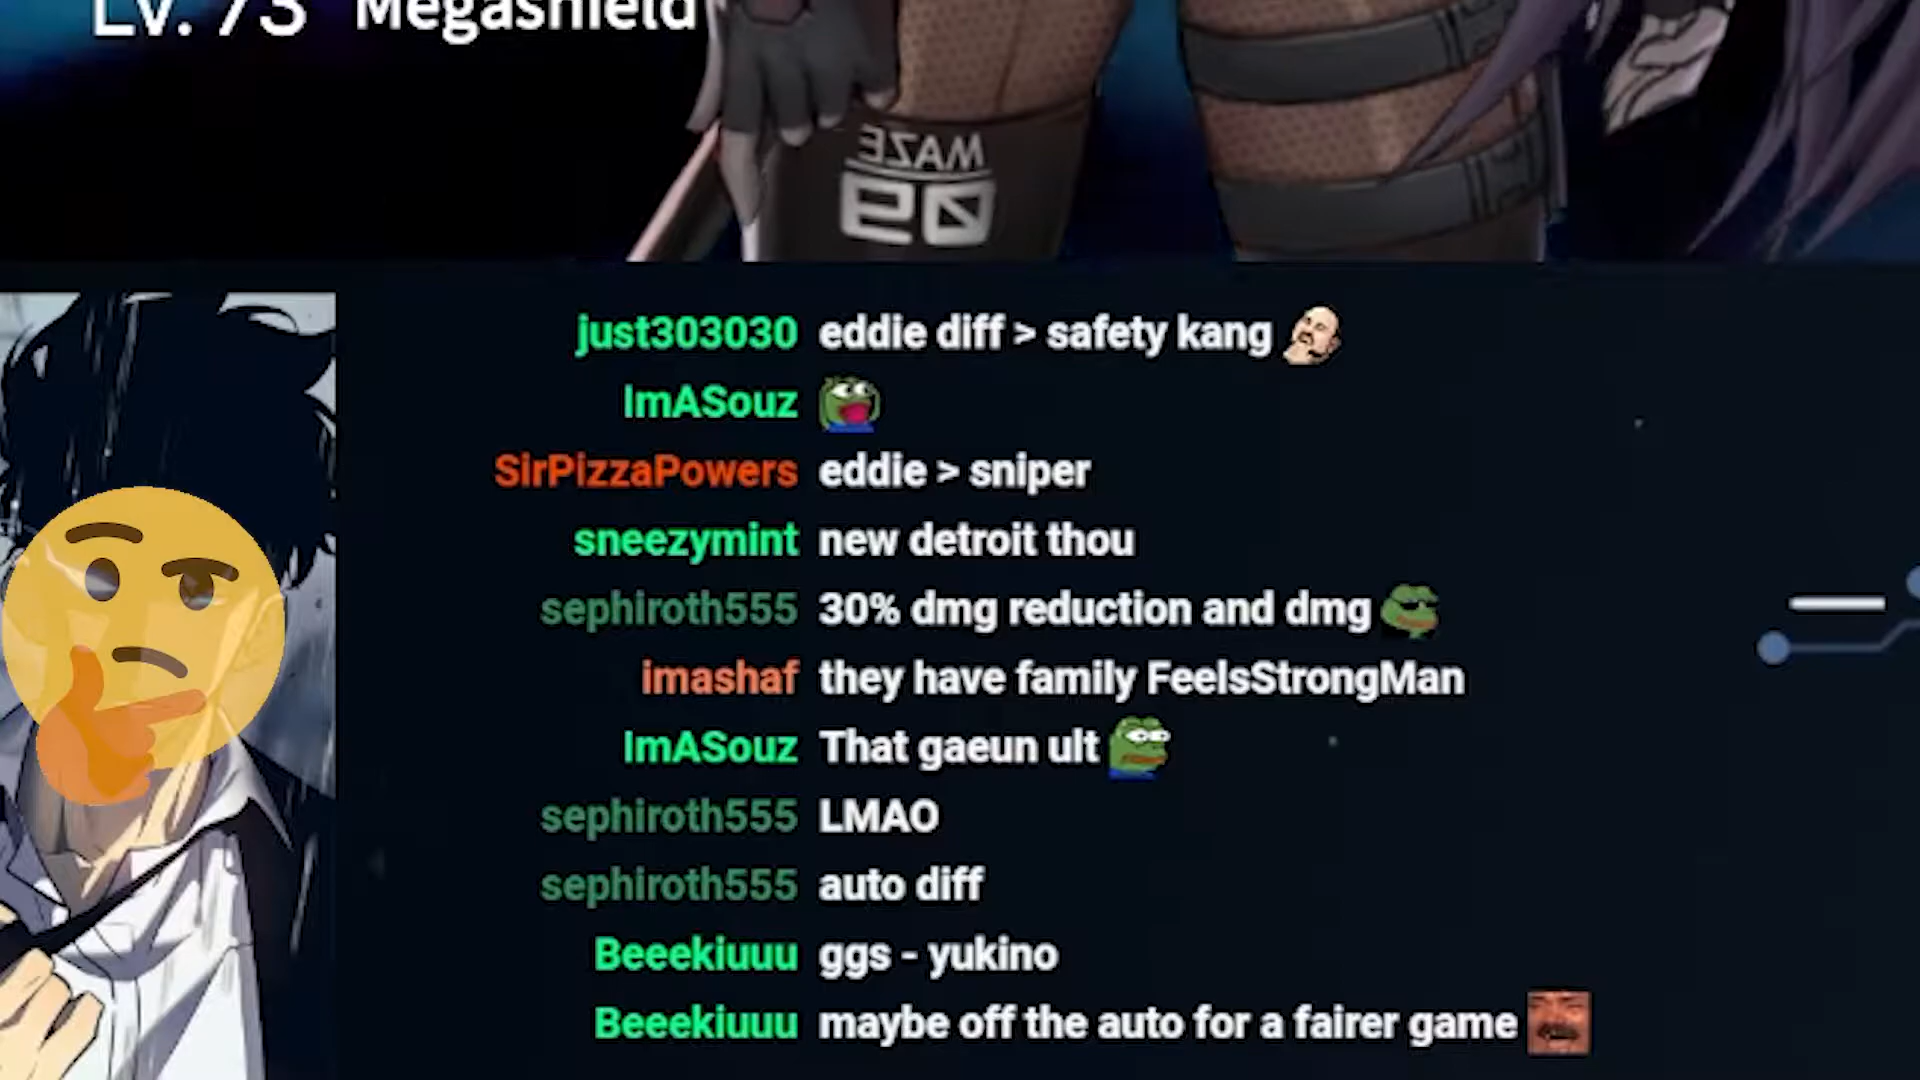 Lv. 73 Megashield
MAZE
20
just303030 eddie diff > safety kang
ImASouz
SirPizzaPowers eddie > sniper
sneezymint new detroit thou
sephiroth555 30% dmg reduction and dmg
imashaf they have family FeelsStrongMan
ImASouz That gaeun ult
sephiroth555 LMAO
sephiroth555 auto diff
Beeekiuuu ggs - yukino
Beeekiuuu maybe off the auto for a fairer game